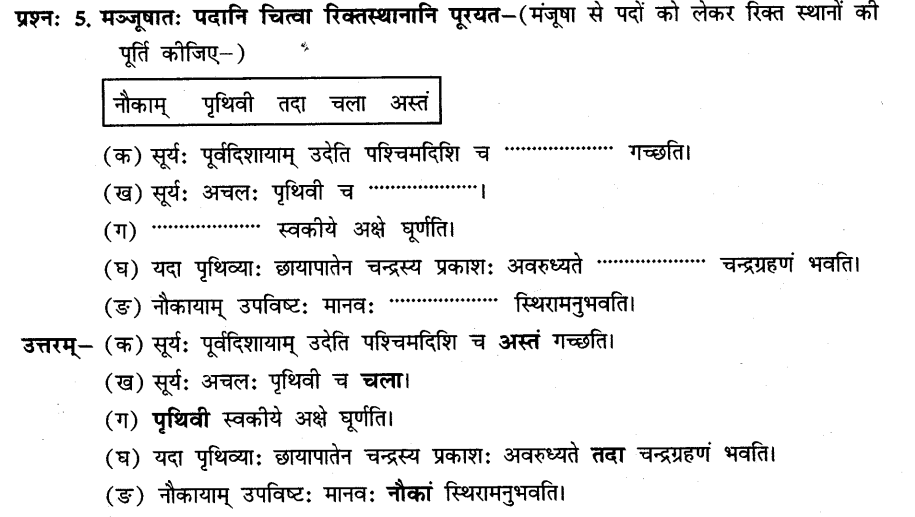 प्रश्नः 5. मञ्जूषातः पदानि चित्वा रिक्तस्थानानि पूरयत–(मंजूषा से पदों को लेकर रिक्त स्थानों की
पूर्ति कीजिए–)
नौकाम् पृथिवी तदा चला अस्तं
(क) सूर्यः पूर्वदिशायाम् उदेति पश्चिमदिशि च ···················· गच्छति।
(ख) सूर्यः अचलः पृथिवी च ····················।
(ग) ···················· स्वकीये अक्षे घूर्णति।
(घ) यदा पृथिव्याः छायापातेन चन्द्रस्य प्रकाशः अवरुध्यते ···················· चन्द्रग्रहणं भवति।
(ङ) नौकायाम् उपविष्टः मानवः ···················· स्थिरामनुभवति।
उत्तरम्– (क) सूर्यः पूर्वदिशायाम् उदेति पश्चिमदिशि च अस्तं गच्छति।
(ख) सूर्यः अचलः पृथिवी च चला।
(ग) पृथिवी स्वकीये अक्षे घूर्णति।
(घ) यदा पृथिव्याः छायापातेन चन्द्रस्य प्रकाशः अवरुध्यते तदा चन्द्रग्रहणं भवति।
(ङ) नौकायाम् उपविष्टः मानवः नौकां स्थिरामनुभवति।